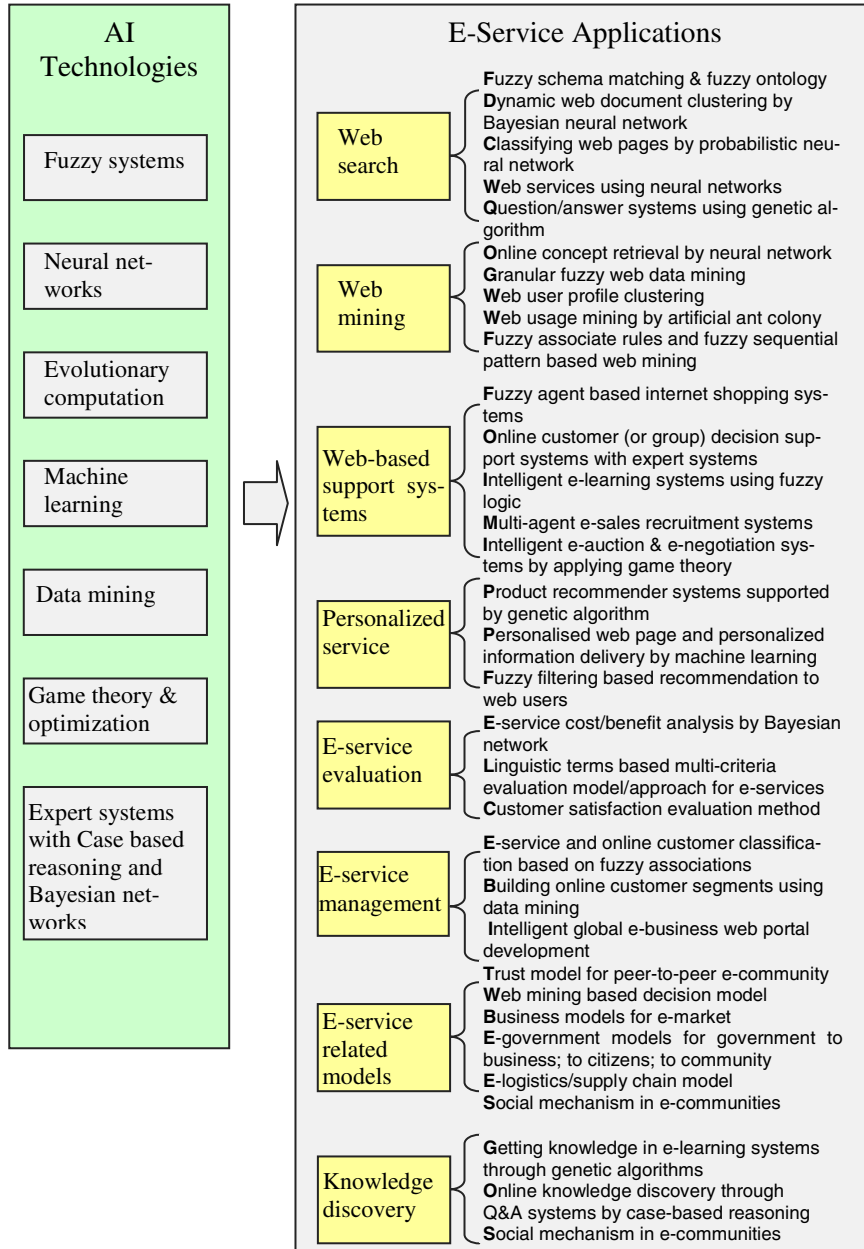 AI
Technologies
Fuzzy systems
Neural net-
works
Evolutionary
computation
Machine
learning
Data mining
Game theory &
optimization
Expert systems
with Case based
reasoning and
Bayesian net-
works
E-Service Applications
Web
search
Fuzzy schema matching & fuzzy ontology
Dynamic web document clustering by
Bayesian neural network
Classifying web pages by probabilistic neu-
ral network
Web services using neural networks
Question/answer systems using genetic al-
gorithm
Web
mining
Online concept retrieval by neural network
Granular fuzzy web data mining
Web user profile clustering
Web usage mining by artificial ant colony
Fuzzy associate rules and fuzzy sequential
pattern based web mining
Web-based
support sys-
tems
Fuzzy agent based internet shopping sys-
tems
Online customer (or group) decision sup-
port systems with expert systems
Intelligent e-learning systems using fuzzy
logic
Multi-agent e-sales recruitment systems
Intelligent e-auction & e-negotiation sys-
tems by applying game theory
Personalized
service
Product recommender systems supported
by genetic algorithm
Personalised web page and personalized
information delivery by machine learning
Fuzzy filtering based recommendation to
web users
E-service
evaluation
E-service cost/benefit analysis by Bayesian
network
Linguistic terms based multi-criteria
evaluation model/approach for e-services
Customer satisfaction evaluation method
E-service
management
E-service and online customer classifica-
tion based on fuzzy associations
Building online customer segments using
data mining
Intelligent global e-business web portal
development
E-service
related
models
Trust model for peer-to-peer e-community
Web mining based decision model
Business models for e-market
E-government models for government to
business; to citizens; to community
E-logistics/supply chain model
Social mechanism in e-communities
Knowledge
discovery
Getting knowledge in e-learning systems
through genetic algorithms
Online knowledge discovery through
Q&A systems by case-based reasoning
Social mechanism in e-communities